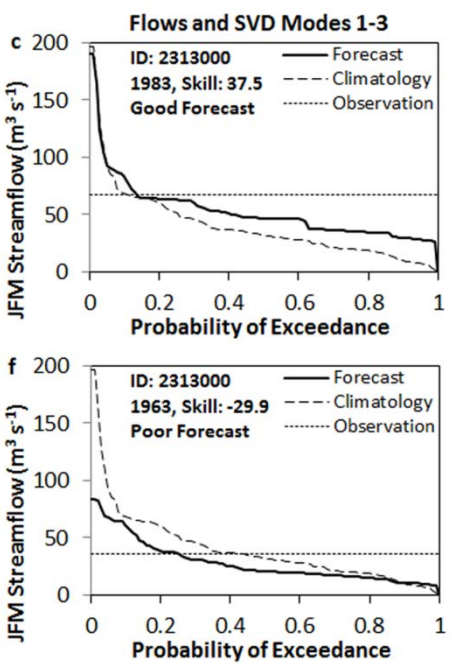 Flows and SVD Modes 1-3
c
200
150
100
50
0
JFM Streamflow (m³ s⁻¹)
ID: 2313000
1983, Skill: 37.5
Good Forecast
Forecast
Climatology
Observation
0 0.2 0.4 0.6 0.8 1
Probability of Exceedance
f
200
150
100
50
0
JFM Streamflow (m³ s⁻¹)
ID: 2313000
1963, Skill: -29.9
Poor Forecast
Forecast
Climatology
Observation
0 0.2 0.4 0.6 0.8 1
Probability of Exceedance